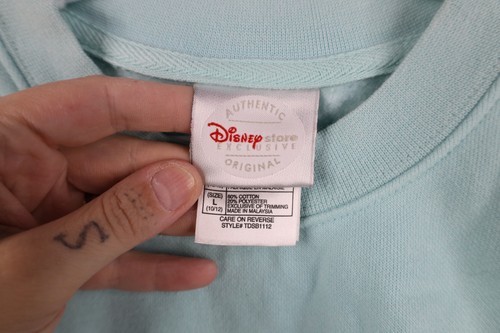 AUTHENTIC
Disney store
EXCLUSIVE
ORIGINAL
(SIZE)
L
(10/12)
80% COTTON
20% POLYESTER
EXCLUSIVE OF TRIMMING
MADE IN MALAYSIA
CARE ON REVERSE
STYLE# TDSB1112
S